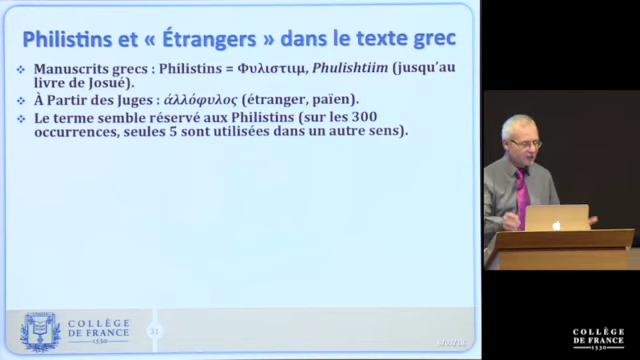 Philistins et « Étrangers » dans le texte grec
❖ Manuscrits grecs : Philistins = Φυλιστιιμ, Phulishtiim (jusqu'au
livre de Josué).
❖ À Partir des Juges : ἀλλόφυλος (étranger, païen).
❖ Le terme semble réservé aux Philistins (sur les 300
occurrences, seules 5 sont utilisées dans un autre sens).
COLLÈGE
DE FRANCE
1530
31
COLLÈGE
DE FRANCE
1530